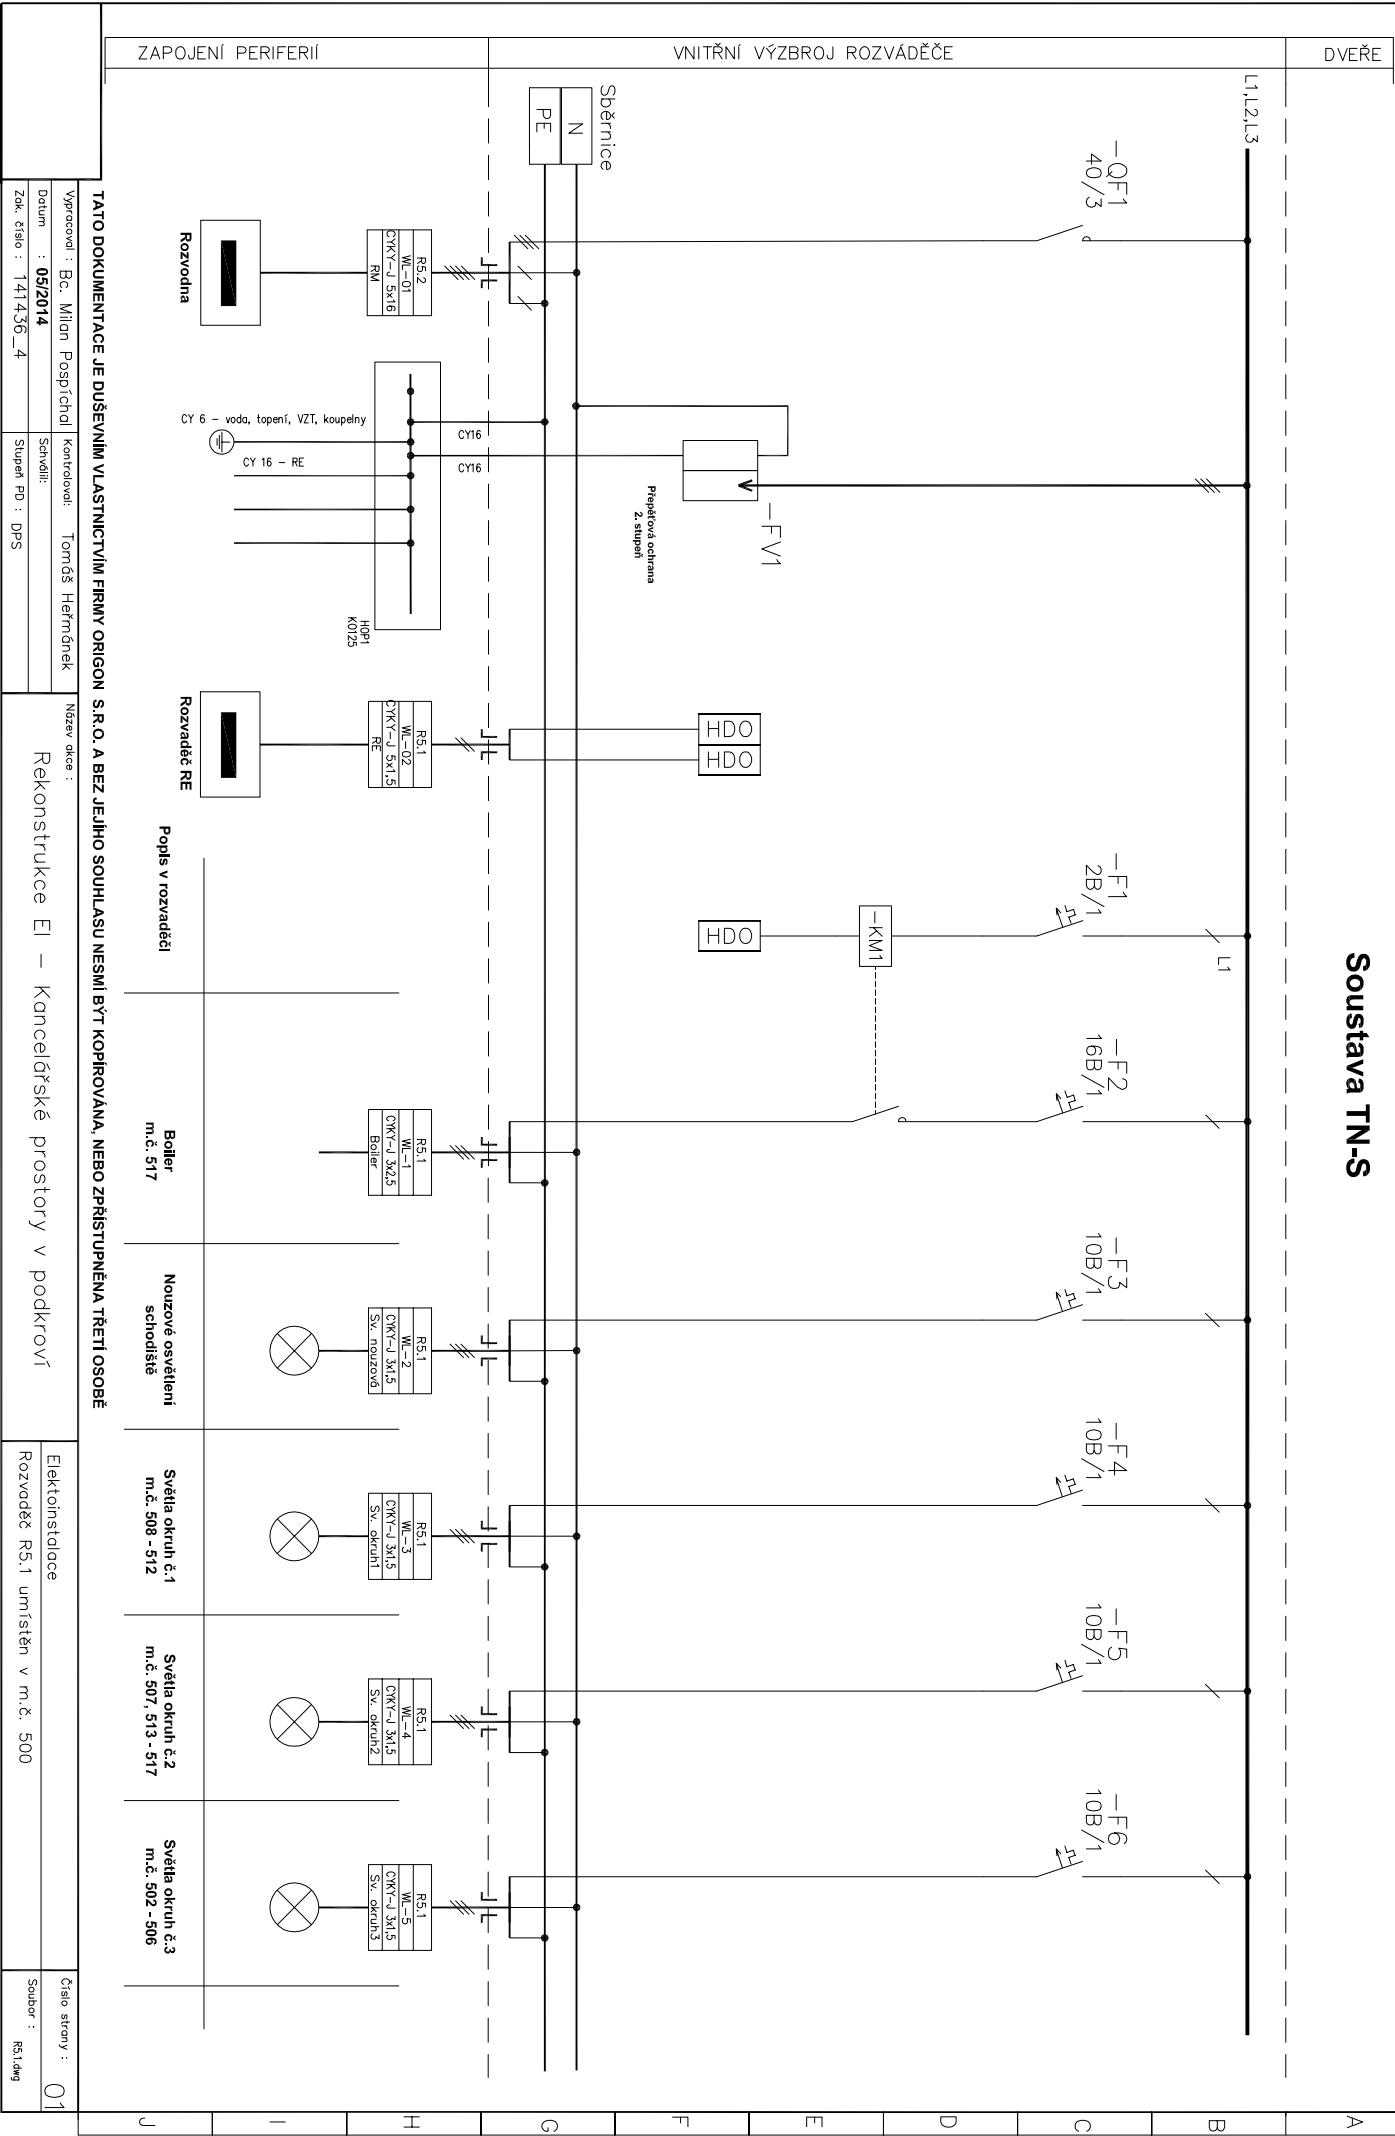 Soustava TN-S
DVEŘE
VNITŘNÍ VÝZBROJ ROZVÁDĚČE
ZAPOJENÍ PERIFERIÍ
A
B
C
D
E
F
G
H
I
J
L1,L2,L3
-QF1
40/3
-F1
2B/1
L1
-F2
16B/1
-F3
10B/1
-F4
10B/1
-F5
10B/1
-F6
10B/1
-KM1
-FV1
Přepěťová ochrana
2. stupeň
HDO
HDO
HDO
Sběrnice
N
PE
CY16
CY16
R5.2
WL-01
CYKY-J 5x16
RM
HOP1
KO125
CY 6 - voda, topení, VZT, koupelny
CY 16 - RE
R5.1
WL-02
CYKY-J 5x1,5
RE
R5.1
WL-1
CYKY-J 3x2,5
Boiler
R5.1
WL-2
CYKY-J 3x1,5
Sv. nouzová
R5.1
WL-3
CYKY-J 3x1,5
Sv. okruh1
R5.1
WL-4
CYKY-J 3x1,5
Sv. okruh2
R5.1
WL-5
CYKY-J 3x1,5
Sv. okruh3
Rozvodna
Rozvaděč RE
Popis v rozvaděči
Boiler
m.č. 517
Nouzové osvětlení
schodiště
Světla okruh č.1
m.č. 508 - 512
Světla okruh č.2
m.č. 507, 513 - 517
Světla okruh č.3
m.č. 502 - 506
TATO DOKUMENTACE JE DUŠEVNÍM VLASTNICTVÍM FIRMY ORIGON S.R.O. A BEZ JEJÍHO SOUHLASU NESMÍ BÝT KOPÍROVÁNA, NEBO ZPŘÍSTUPNĚNA TŘETÍ OSOBĚ
Vypracoval : Bc. Milan Pospíchal
Kontroloval: Tomáš Heřmánek
Datum : 05/2014
Schválil:
Zak. číslo : 141436_4
Stupeň PD : DPS
Název akce :
Rekonstrukce El - Kancelářské prostory v podkroví
Elektoinstalace
Rozvaděč R5.1 umístěn v m.č. 500
Číslo strany : 01
Soubor : R5.1.dwg